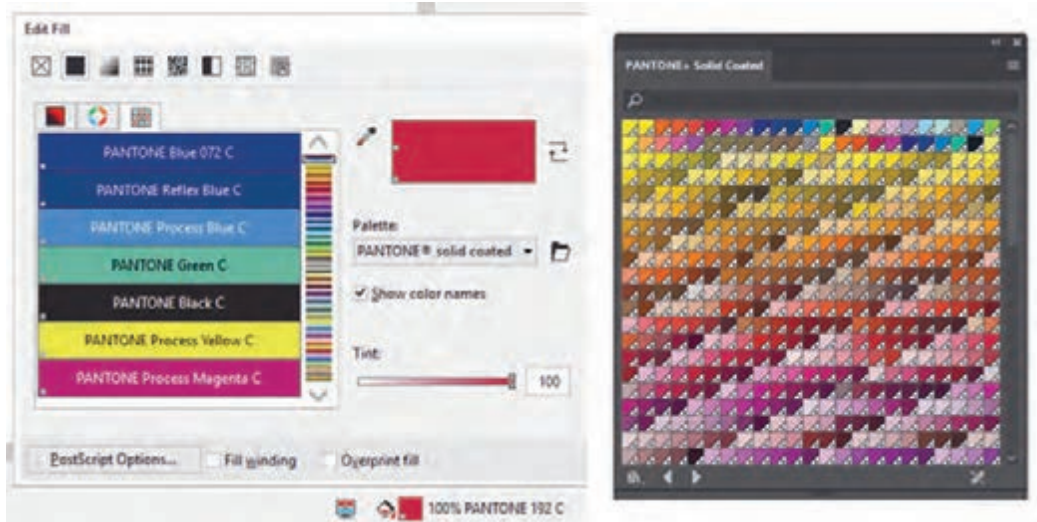 Edit Fill
PANTONE Blue 072 C
PANTONE Reflex Blue C
PANTONE Process Blue C
PANTONE Green C
PANTONE Black C
PANTONE Process Yellow C
PANTONE Process Magenta C
Palette:
PANTONE® solid coated
Show color names
Tint:
100
PostScript Options...
Fill winding
Overprint fill
100% PANTONE 192 C
PANTONE+ Solid Coated